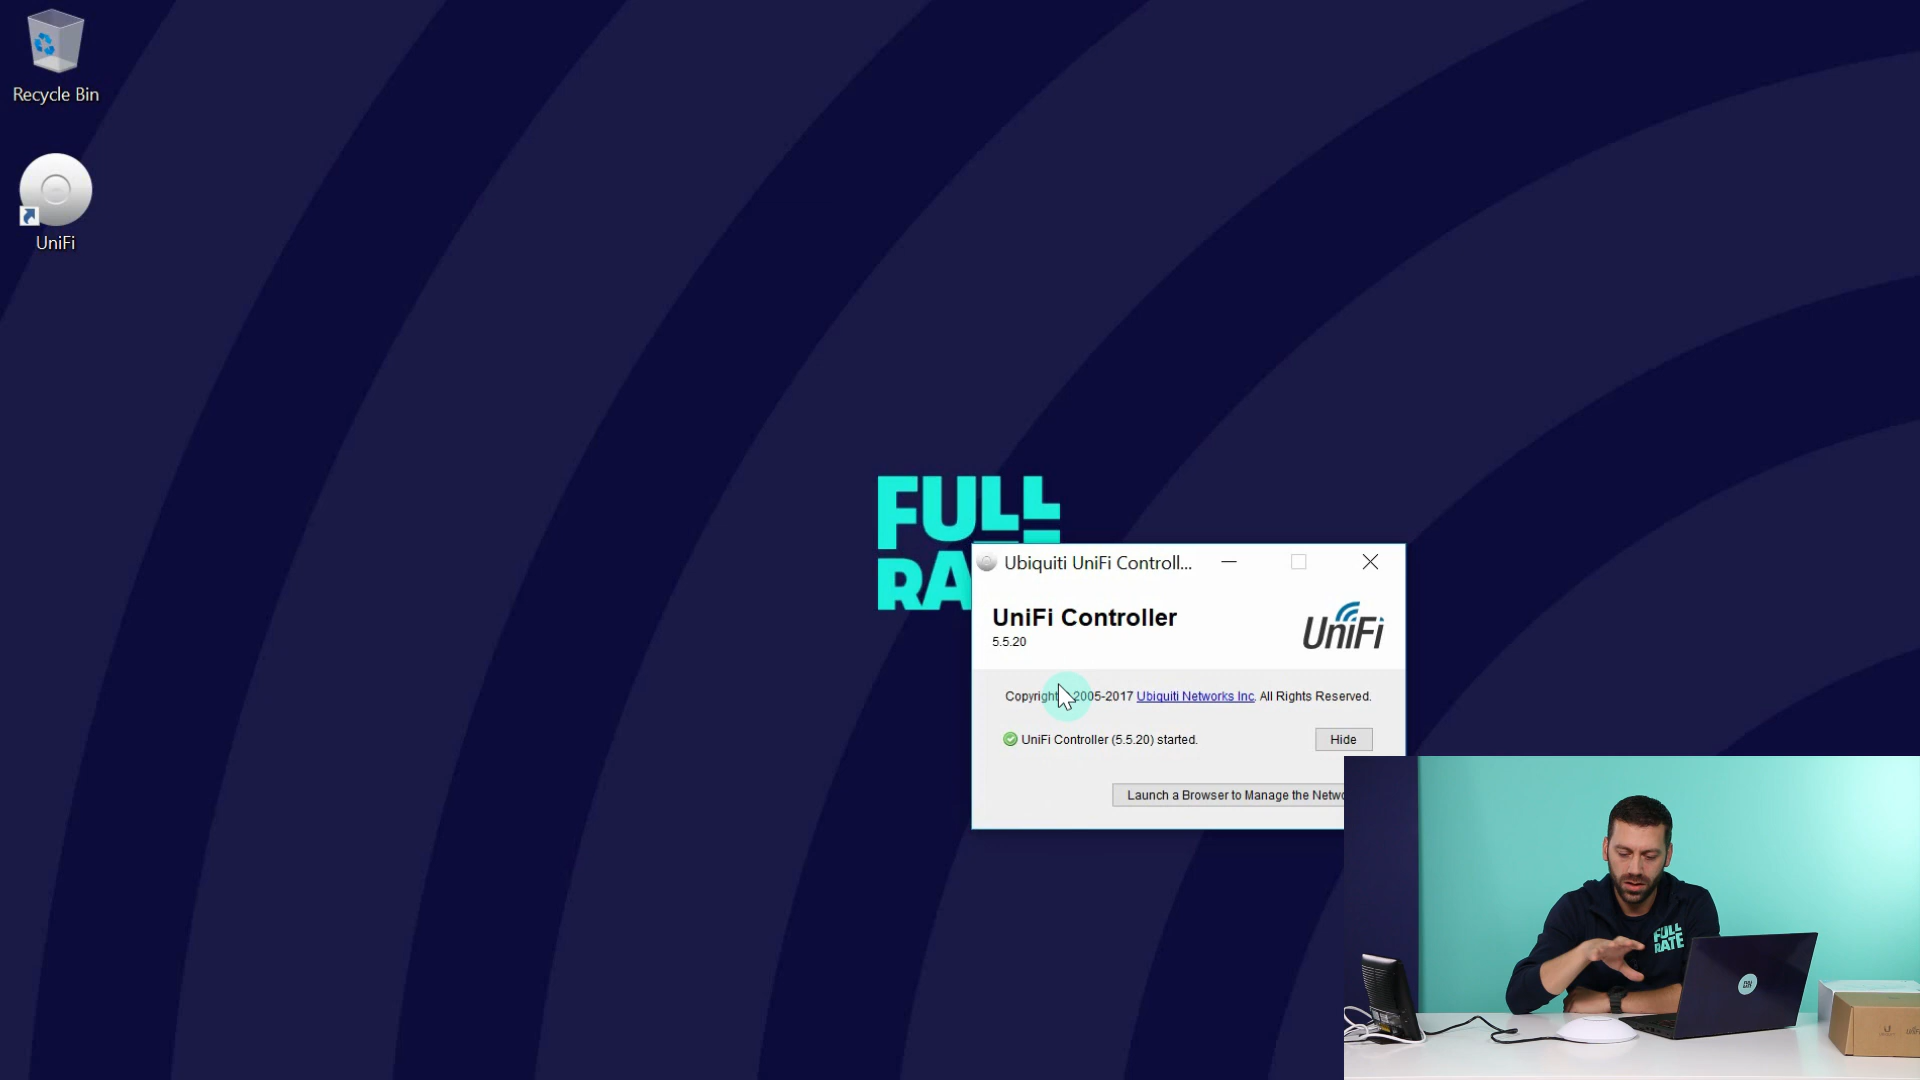 Recycle Bin
UniFi
FULL
RA
Ubiquiti UniFi Controll...
UniFi Controller
5.5.20
UniFi
Copyright 2005-2017 Ubiquiti Networks Inc. All Rights Reserved.
UniFi Controller (5.5.20) started.
Hide
Launch a Browser to Manage the Netwo
FULL
RATE